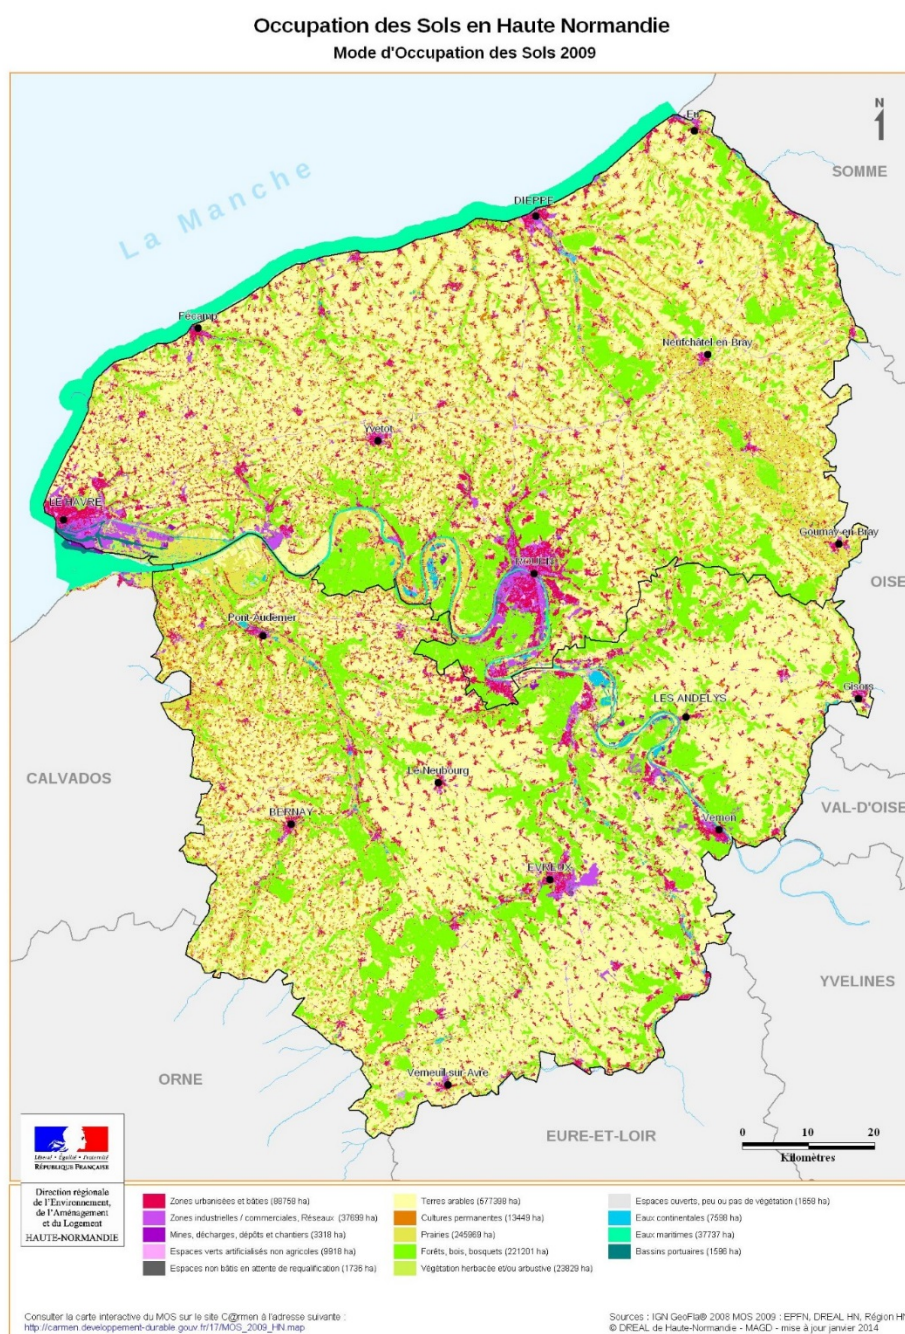 Occupation des Sols en Haute Normandie
Mode d'Occupation des Sols 2009
N
SOMME
Eu
La Manche
DIEPPE
Fécamp
Neufchâtel-en-Bray
Yvetot
LE HAVRE
Gournay-en-Bray
ROUEN
OISE
Pont-Audemer
Gisors
LES ANDELYS
CALVADOS
Le Neubourg
VAL-D'OISE
BERNAY
Vernon
EVREUX
YVELINES
ORNE
Verneuil-sur-Avre
EURE-ET-LOIR
0 10 20
Kilomètres
Liberté • Égalité • Fraternité
RÉPUBLIQUE FRANÇAISE
Direction régionale
de l'Environnement,
de l'Aménagement
et du Logement
HAUTE-NORMANDIE
Zones urbanisées et bâties (88758 ha)
Zones industrielles / commerciales, Réseaux (37699 ha)
Mines, décharges, dépôts et chantiers (3318 ha)
Espaces verts artificialisés non agricoles (9918 ha)
Espaces non bâtis en attente de requalification (1736 ha)
Terres arables (577398 ha)
Cultures permanentes (13449 ha)
Prairies (245969 ha)
Forêts, bois, bosquets (221201 ha)
Végétation herbacée et/ou arbustive (23829 ha)
Espaces ouverts, peu ou pas de végétation (1658 ha)
Eaux continentales (7598 ha)
Eaux maritimes (37737 ha)
Bassins portuaires (1596 ha)
Consulter la carte interactive du MOS sur le site C@rmen à l'adresse suivante :
http://carmen.developpement-durable.gouv.fr/17/MOS_2009_HN.map
Sources : IGN GeoFla® 2008 MOS 2009 : EPFN, DREAL HN, Région HN
© DREAL de Haute-Normandie - MAGD - mise à jour janvier 2014